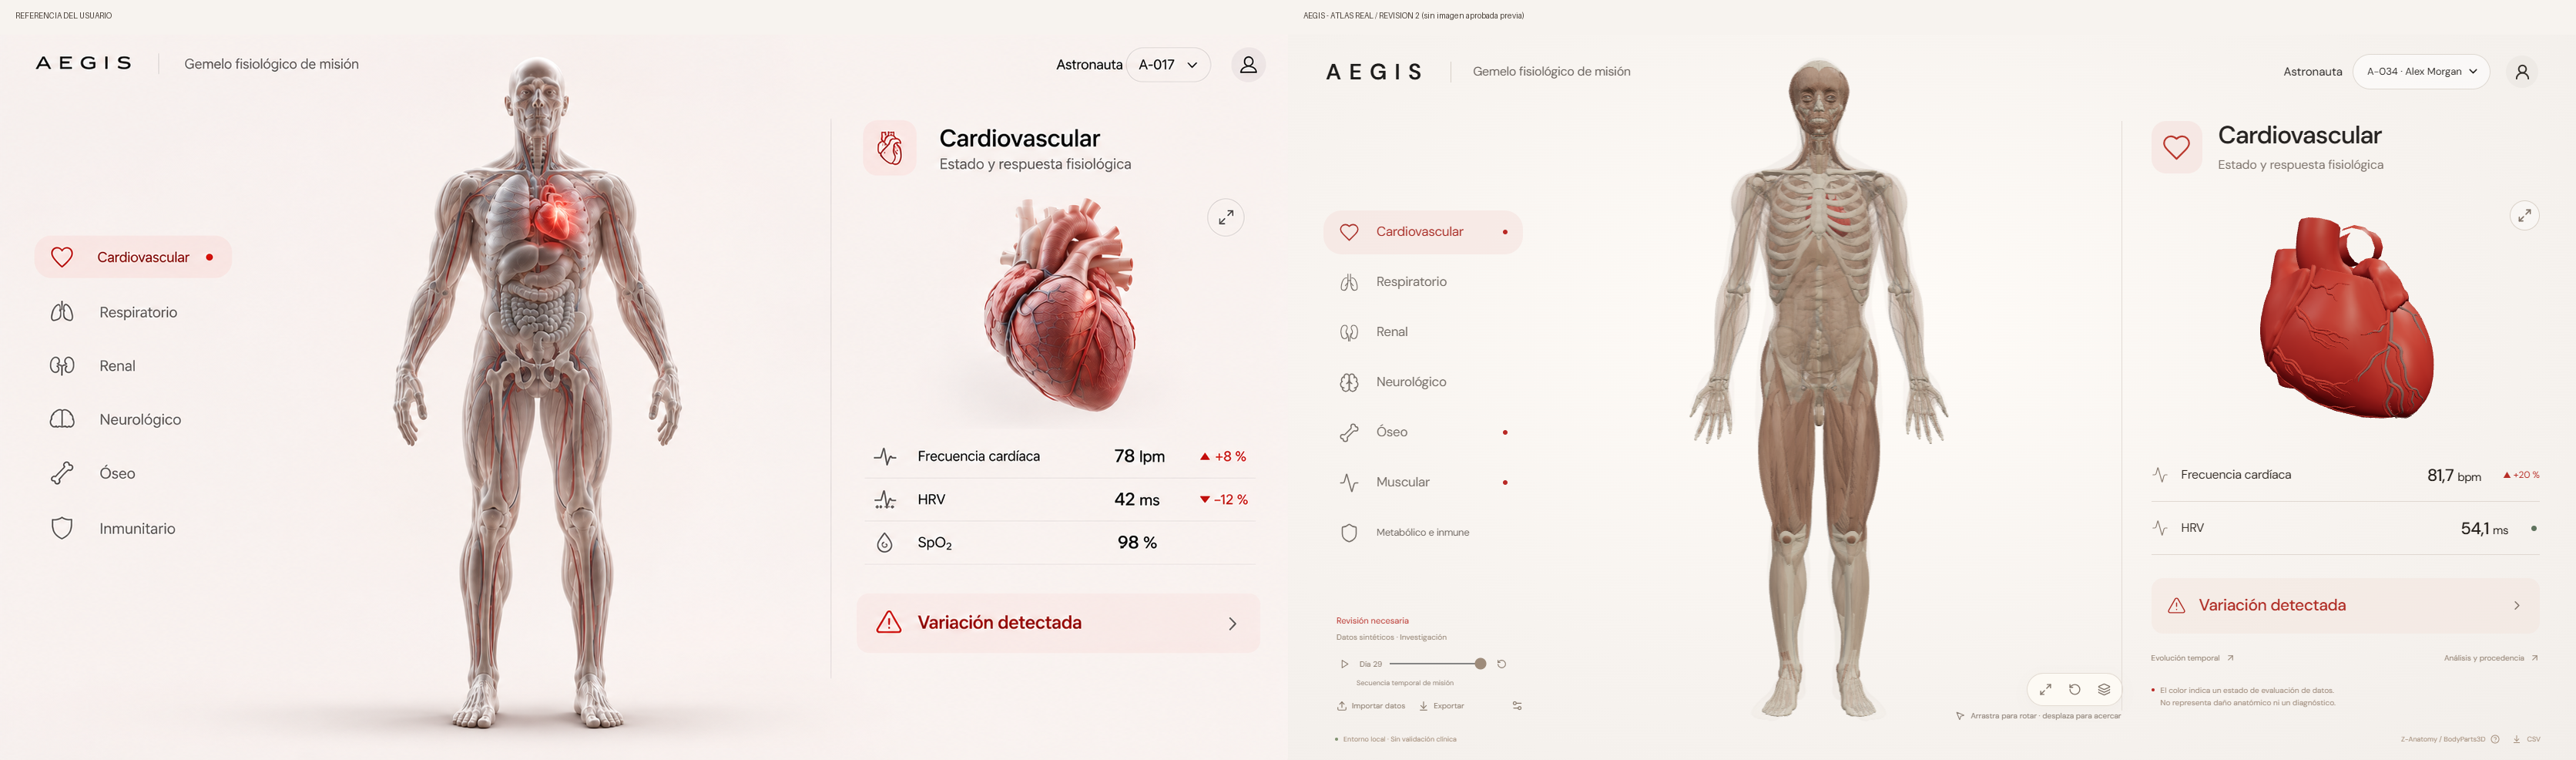 REFERENCIA DEL USUARIO
AEGIS
Gemelo fisiológico de misión
Astronauta
A-017
Cardiovascular
Estado y respuesta fisiológica
Cardiovascular
Respiratorio
Renal
Neurológico
Óseo
Inmunitario
Frecuencia cardíaca 78 lpm ▲ +8 %
HRV 42 ms ▼ −12 %
SpO₂ 98 %
Variación detectada
AEGIS - ATLAS REAL / REVISION 2 (sin imagen aprobada previa)
AEGIS
Gemelo fisiológico de misión
Astronauta
A-034 · Alex Morgan
Cardiovascular
Estado y respuesta fisiológica
Cardiovascular
Respiratorio
Renal
Neurológico
Óseo
Muscular
Metabólico e inmune
Revisión necesaria
Datos sintéticos · Investigación
Día 29
Secuencia temporal de misión
Importar datos
Exportar
Entorno local · Sin validación clínica
Arrastra para rotar · desplaza para acercar
Frecuencia cardíaca 81,7 bpm ▲ +20 %
HRV 54,1 ms
Variación detectada
Evolución temporal
Análisis y procedencia
El color indica un estado de evaluación de datos.
No representa daño anatómico ni un diagnóstico.
Z-Anatomy / BodyParts3D
CSV